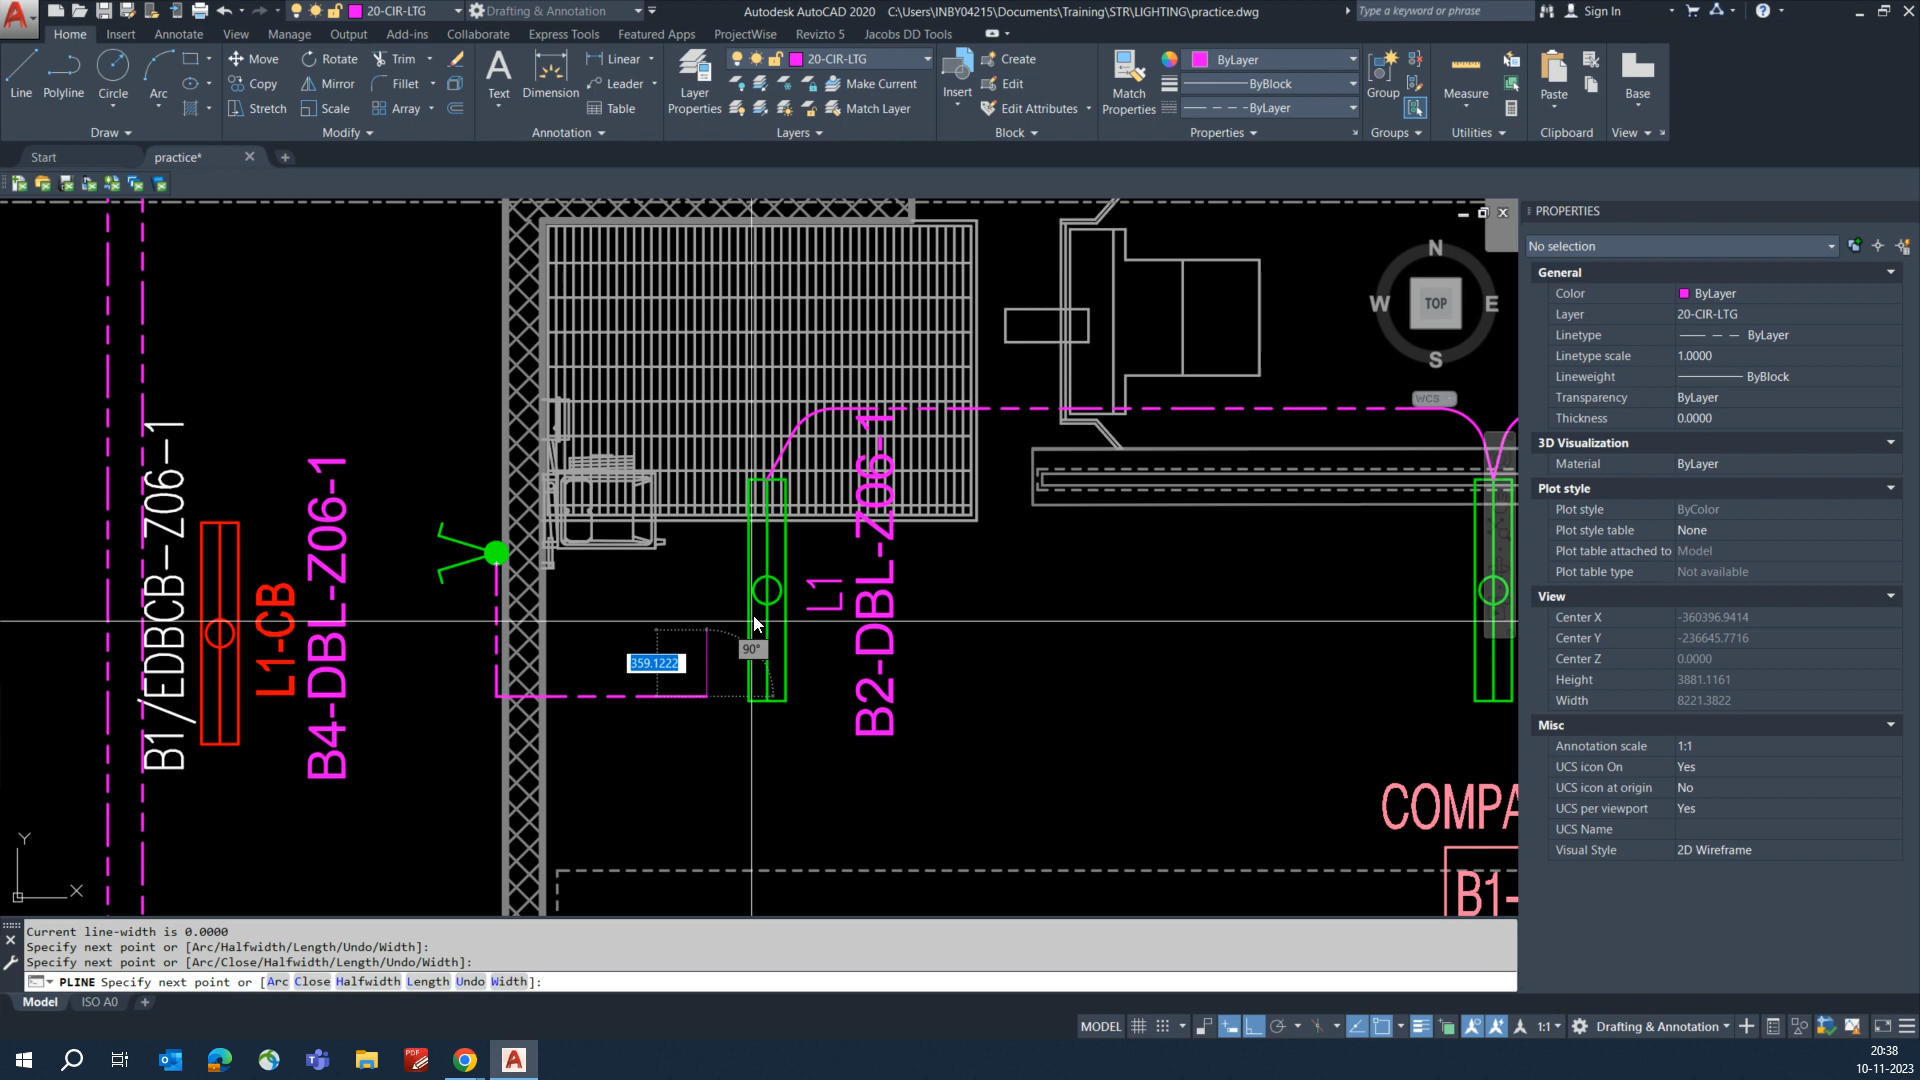 20-CIR-LTG
Drafting & Annotation
Autodesk AutoCAD 2020 C:\Users\INBY04215\Documents\Training\STR\LIGHTING\practice.dwg
Type a keyword or phrase
Sign In
Home
Insert
Annotate
View
Manage
Output
Add-ins
Collaborate
Express Tools
Featured Apps
ProjectWise
Revizto 5
Jacobs DD Tools
Line
Polyline
Circle
Arc
Move
Copy
Stretch
Rotate
Mirror
Scale
Trim
Fillet
Array
Text
Dimension
Linear
Leader
Table
Layer
Properties
20-CIR-LTG
Make Current
Match Layer
Insert
Create
Edit
Edit Attributes
Match
Properties
ByLayer
ByBlock
ByLayer
Group
Measure
Paste
Base
Draw
Modify
Annotation
Layers
Block
Properties
Groups
Utilities
Clipboard
View
Start
practice*
B1/EDBCB-Z06-1
L1-CB
B4-DBL-Z06-1
L1
B2-DBL-Z06-1
359.1222
90°
COMPA
B1-
N
W
TOP
E
S
WCS
Y
X
PROPERTIES
No selection
General
Color ByLayer
Layer 20-CIR-LTG
Linetype ByLayer
Linetype scale 1.0000
Lineweight ByBlock
Transparency ByLayer
Thickness 0.0000
3D Visualization
Material ByLayer
Plot style
Plot style ByColor
Plot style table None
Plot table attached to Model
Plot table type Not available
View
Center X -360396.9414
Center Y -236645.7716
Center Z 0.0000
Height 3881.1161
Width 8221.3822
Misc
Annotation scale 1:1
UCS icon On Yes
UCS icon at origin No
UCS per viewport Yes
UCS Name
Visual Style 2D Wireframe
Current line-width is 0.0000
Specify next point or [Arc/Halfwidth/Length/Undo/Width]:
Specify next point or [Arc/Close/Halfwidth/Length/Undo/Width]:
PLINE Specify next point or [Arc Close Halfwidth Length Undo Width]:
Model
ISO A0
MODEL
1:1
Drafting & Annotation
20:38
10-11-2023